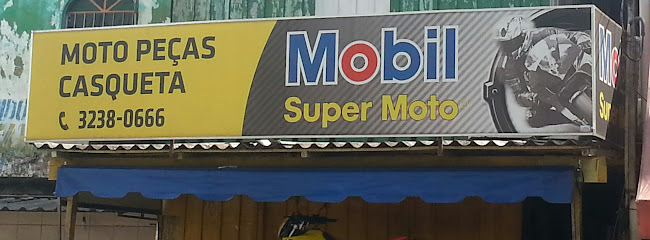 MOTO PEÇAS
CASQUETA
3238-0666
Mobil
Super Moto